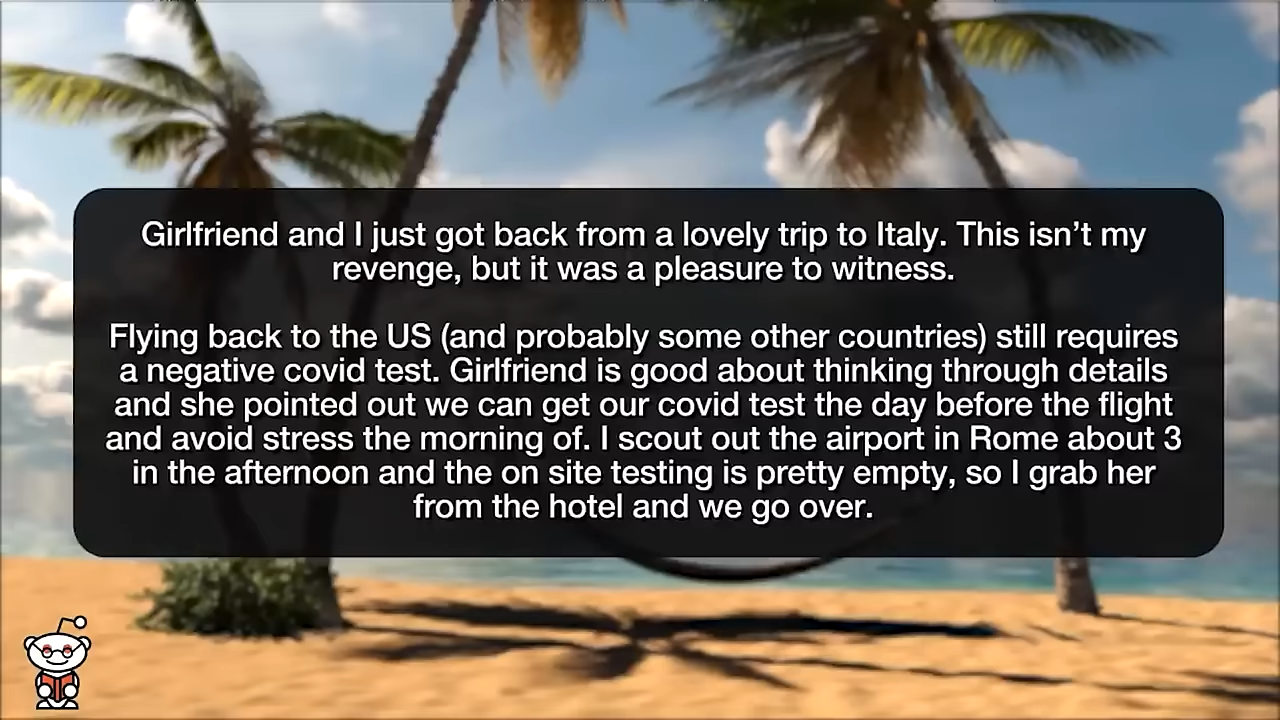 Girlfriend and I just got back from a lovely trip to Italy. This isn’t my
revenge, but it was a pleasure to witness.
Flying back to the US (and probably some other countries) still requires
a negative covid test. Girlfriend is good about thinking through details
and she pointed out we can get our covid test the day before the flight
and avoid stress the morning of. I scout out the airport in Rome about 3
in the afternoon and the on site testing is pretty empty, so I grab her
from the hotel and we go over.